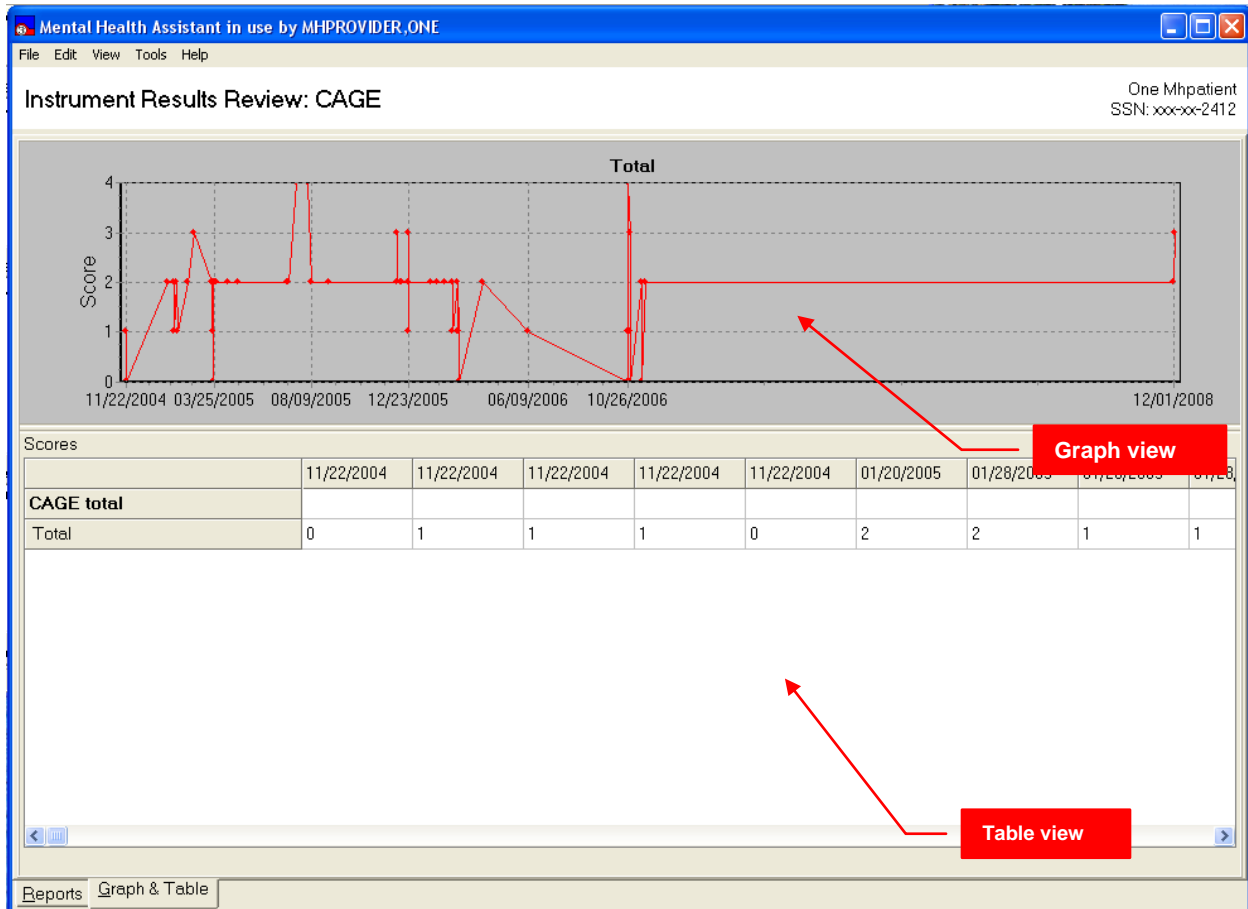 Mental Health Assistant in use by MHPROVIDER,ONE
File Edit View Tools Help
Instrument Results Review: CAGE
One Mhpatient
SSN: xxx-xx-2412
Total
4
3
2
1
0
Score
11/22/2004 03/25/2005 08/09/2005 12/23/2005 06/09/2006 10/26/2006 12/01/2008
Graph view
Scores
11/22/2004 11/22/2004 11/22/2004 11/22/2004 11/22/2004 01/20/2005
CAGE total
Total 0 1 1 1 0 2 2 1 1
Table view
Reports Graph & Table